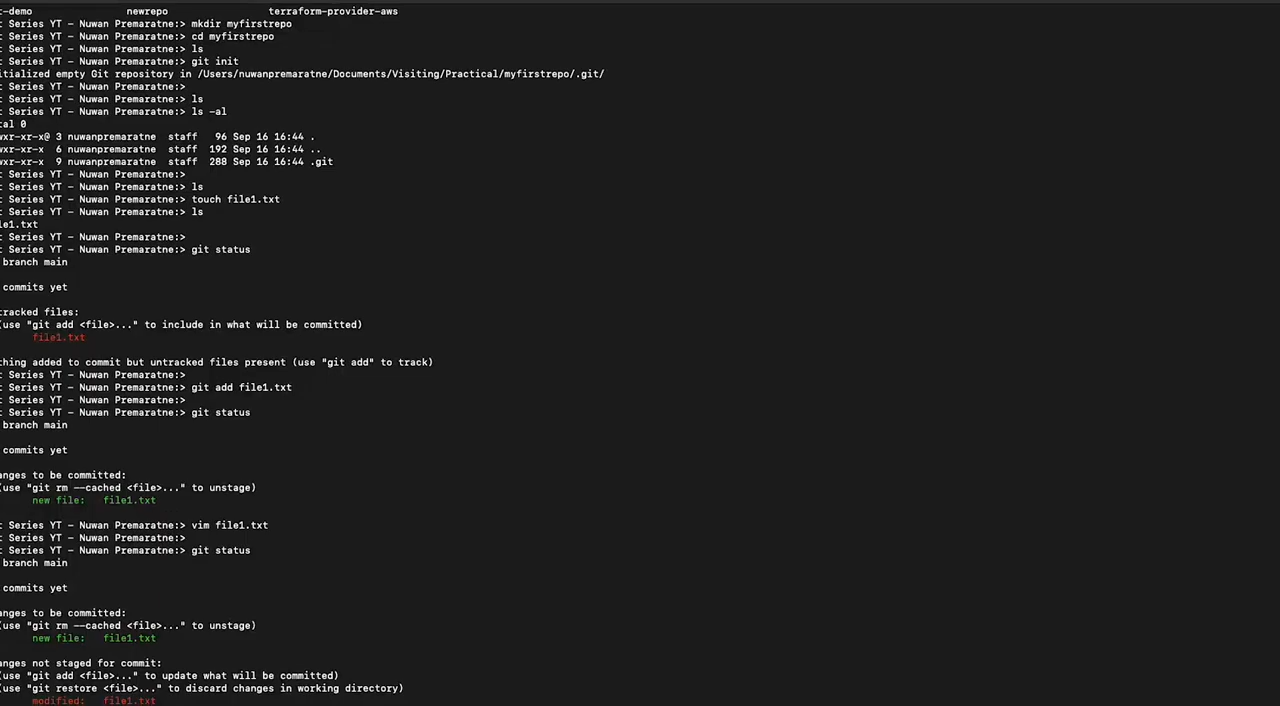 t-demo newrepo terraform-provider-aws
t Series YT - Nuwan Premaratne:> mkdir myfirstrepo
t Series YT - Nuwan Premaratne:> cd myfirstrepo
t Series YT - Nuwan Premaratne:> ls
t Series YT - Nuwan Premaratne:> git init
itialized empty Git repository in /Users/nuwanpremaratne/Documents/Visiting/Practical/myfirstrepo/.git/
t Series YT - Nuwan Premaratne:>
t Series YT - Nuwan Premaratne:> ls
t Series YT - Nuwan Premaratne:> ls -al
tal 0
wxr-xr-x@ 3 nuwanpremaratne staff 96 Sep 16 16:44 .
wxr-xr-x 6 nuwanpremaratne staff 192 Sep 16 16:44 ..
wxr-xr-x 9 nuwanpremaratne staff 288 Sep 16 16:44 .git
t Series YT - Nuwan Premaratne:>
t Series YT - Nuwan Premaratne:> ls
t Series YT - Nuwan Premaratne:> touch file1.txt
t Series YT - Nuwan Premaratne:> ls
le1.txt
t Series YT - Nuwan Premaratne:>
t Series YT - Nuwan Premaratne:> git status
branch main
commits yet
tracked files:
(use "git add <file>..." to include in what will be committed)
file1.txt
thing added to commit but untracked files present (use "git add" to track)
t Series YT - Nuwan Premaratne:>
t Series YT - Nuwan Premaratne:> git add file1.txt
t Series YT - Nuwan Premaratne:>
t Series YT - Nuwan Premaratne:> git status
branch main
commits yet
anges to be committed:
(use "git rm --cached <file>..." to unstage)
new file: file1.txt
t Series YT - Nuwan Premaratne:> vim file1.txt
t Series YT - Nuwan Premaratne:>
t Series YT - Nuwan Premaratne:> git status
branch main
commits yet
anges to be committed:
(use "git rm --cached <file>..." to unstage)
new file: file1.txt
anges not staged for commit:
(use "git add <file>..." to update what will be committed)
(use "git restore <file>..." to discard changes in working directory)
modified: file1.txt